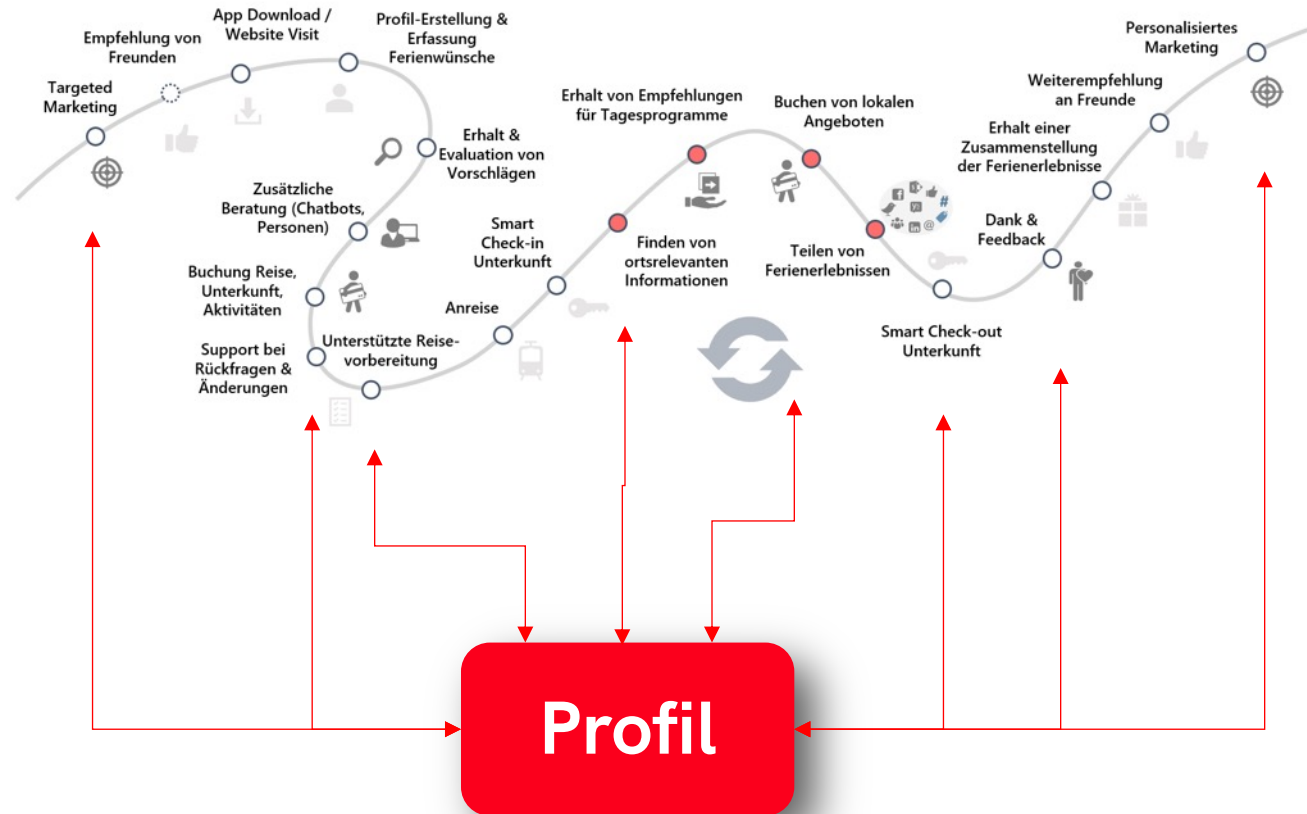 Targeted
Marketing
Empfehlung von
Freunden
App Download /
Website Visit
Profil-Erstellung &
Erfassung
Ferienwünsche
Erhalt &
Evaluation von
Vorschlägen
Zusätzliche
Beratung (Chatbots,
Personen)
Buchung Reise,
Unterkunft,
Aktivitäten
Support bei
Rückfragen &
Änderungen
Unterstützte Reise-
vorbereitung
Anreise
Smart
Check-in
Unterkunft
Finden von
ortsrelevanten
Informationen
Erhalt von Empfehlungen
für Tagesprogramme
Buchen von lokalen
Angeboten
Teilen von
Ferienerlebnissen
Smart Check-out
Unterkunft
Dank &
Feedback
Erhalt einer
Zusammenstellung
der Ferienerlebnisse
Weiterempfehlung
an Freunde
Personalisiertes
Marketing
Profil